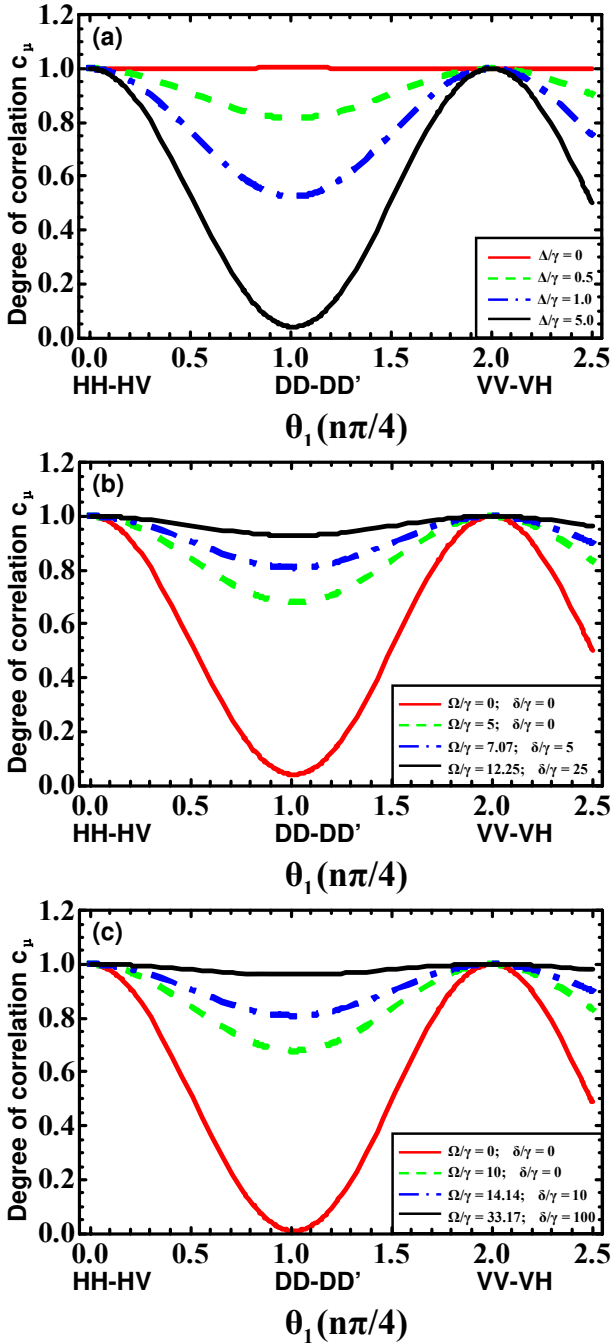 (a)
Degree of correlation cμ
1.2
1.0
0.8
0.6
0.4
0.2
0.0
Δ/γ = 0
Δ/γ = 0.5
Δ/γ = 1.0
Δ/γ = 5.0
0.0 0.5 1.0 1.5 2.0 2.5
HH-HV DD-DD' VV-VH
θ1 (nπ/4)
(b)
Degree of correlation cμ
1.2
1.0
0.8
0.6
0.4
0.2
0.0
Ω/γ = 0; δ/γ = 0
Ω/γ = 5; δ/γ = 0
Ω/γ = 7.07; δ/γ = 5
Ω/γ = 12.25; δ/γ = 25
0.0 0.5 1.0 1.5 2.0 2.5
HH-HV DD-DD' VV-VH
θ1 (nπ/4)
(c)
Degree of correlation cμ
1.2
1.0
0.8
0.6
0.4
0.2
0.0
Ω/γ = 0; δ/γ = 0
Ω/γ = 10; δ/γ = 0
Ω/γ = 14.14; δ/γ = 10
Ω/γ = 33.17; δ/γ = 100
0.0 0.5 1.0 1.5 2.0 2.5
HH-HV DD-DD' VV-VH
θ1 (nπ/4)